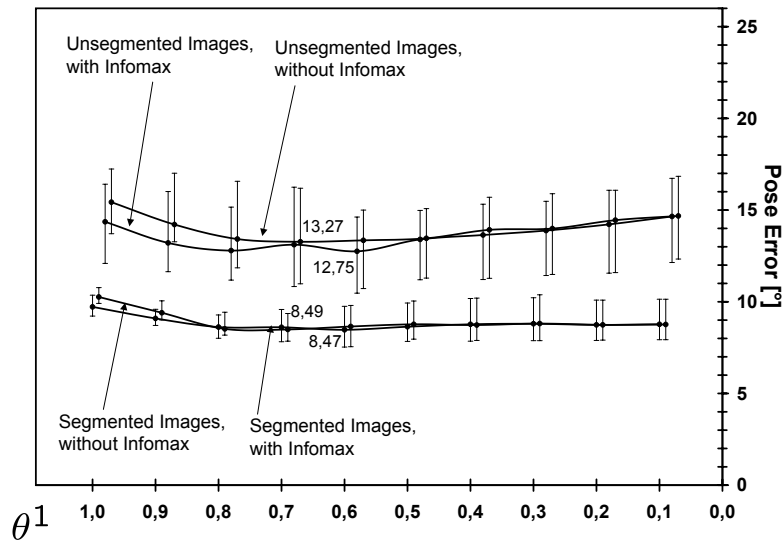 Unsegmented Images,
with Infomax
Unsegmented Images,
without Infomax
13,27
12,75
8,49
8,47
Segmented Images,
without Infomax
Segmented Images,
with Infomax
25
20
15
10
5
0
Pose Error [°]
θ¹
1,0 0,9 0,8 0,7 0,6 0,5 0,4 0,3 0,2 0,1 0,0